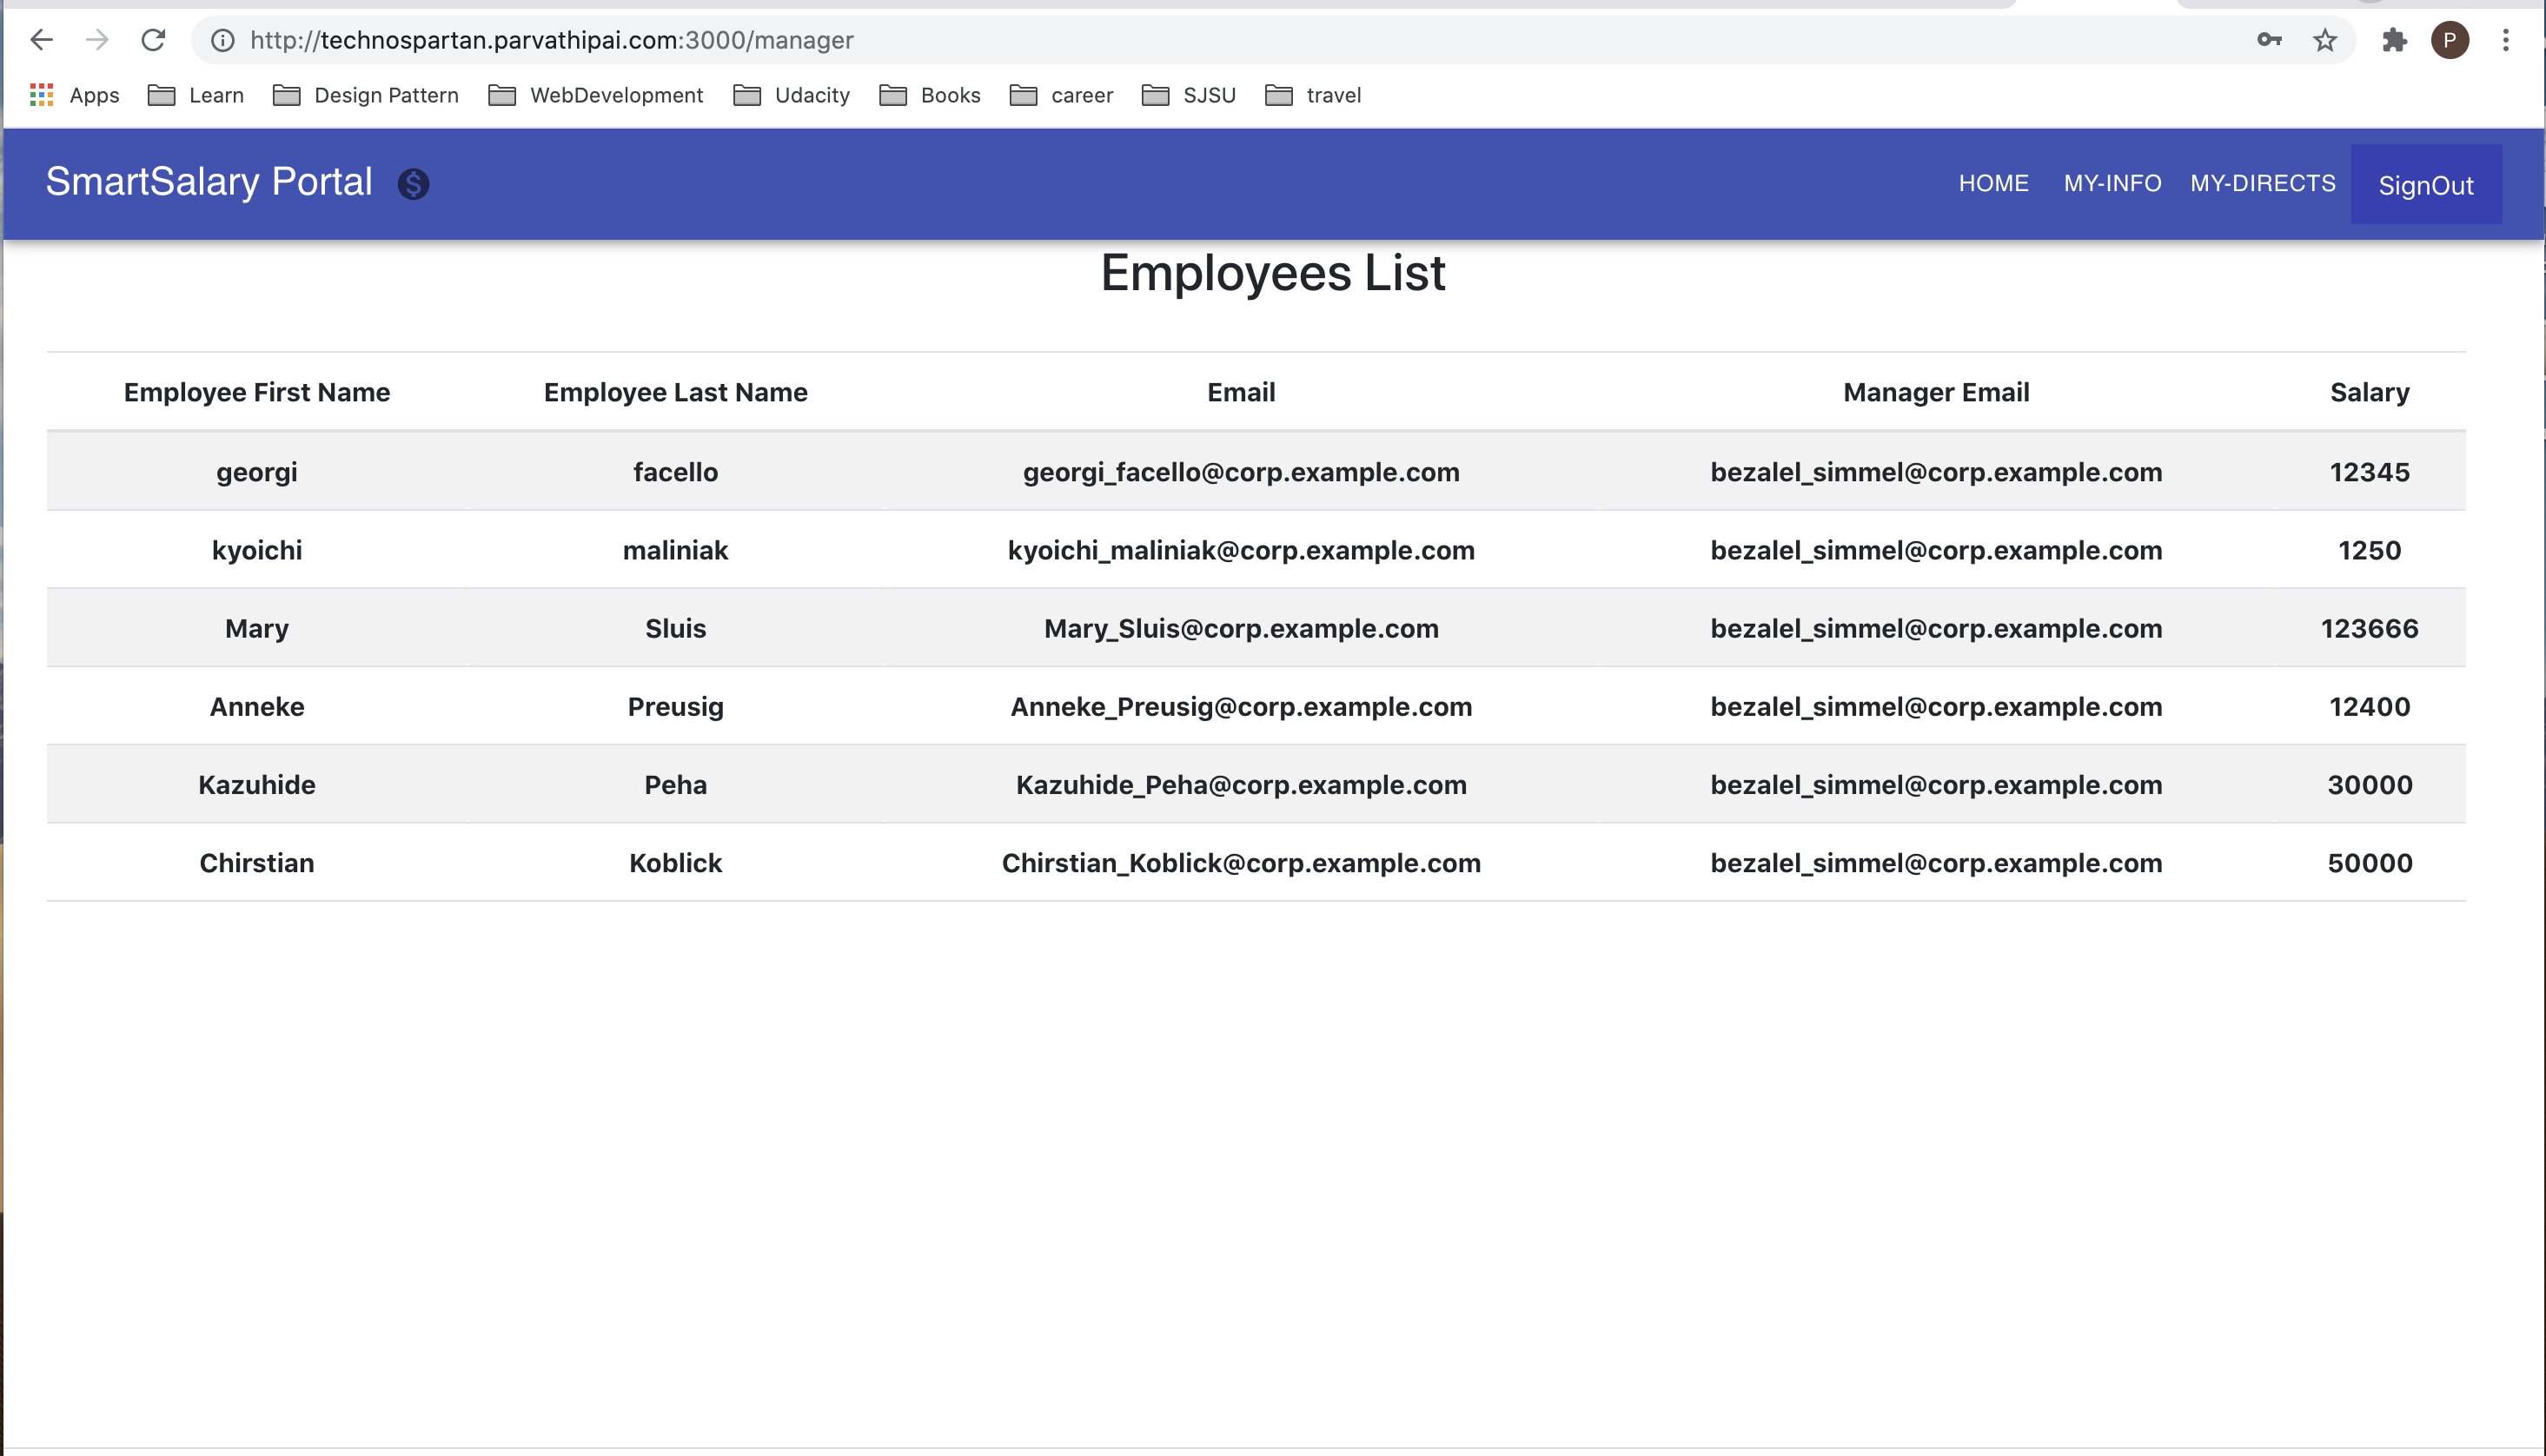 http://technospartan.parvathipai.com:3000/manager P
Apps Learn Design Pattern WebDevelopment Udacity Books career SJSU travel
SmartSalary Portal $ HOME MY-INFO MY-DIRECTS SignOut
Employees List
Employee First Name Employee Last Name Email Manager Email Salary
georgi facello georgi_facello@corp.example.com bezalel_simmel@corp.example.com 12345
kyoichi maliniak kyoichi_maliniak@corp.example.com bezalel_simmel@corp.example.com 1250
Mary Sluis Mary_Sluis@corp.example.com bezalel_simmel@corp.example.com 123666
Anneke Preusig Anneke_Preusig@corp.example.com bezalel_simmel@corp.example.com 12400
Kazuhide Peha Kazuhide_Peha@corp.example.com bezalel_simmel@corp.example.com 30000
Chirstian Koblick Chirstian_Koblick@corp.example.com bezalel_simmel@corp.example.com 50000